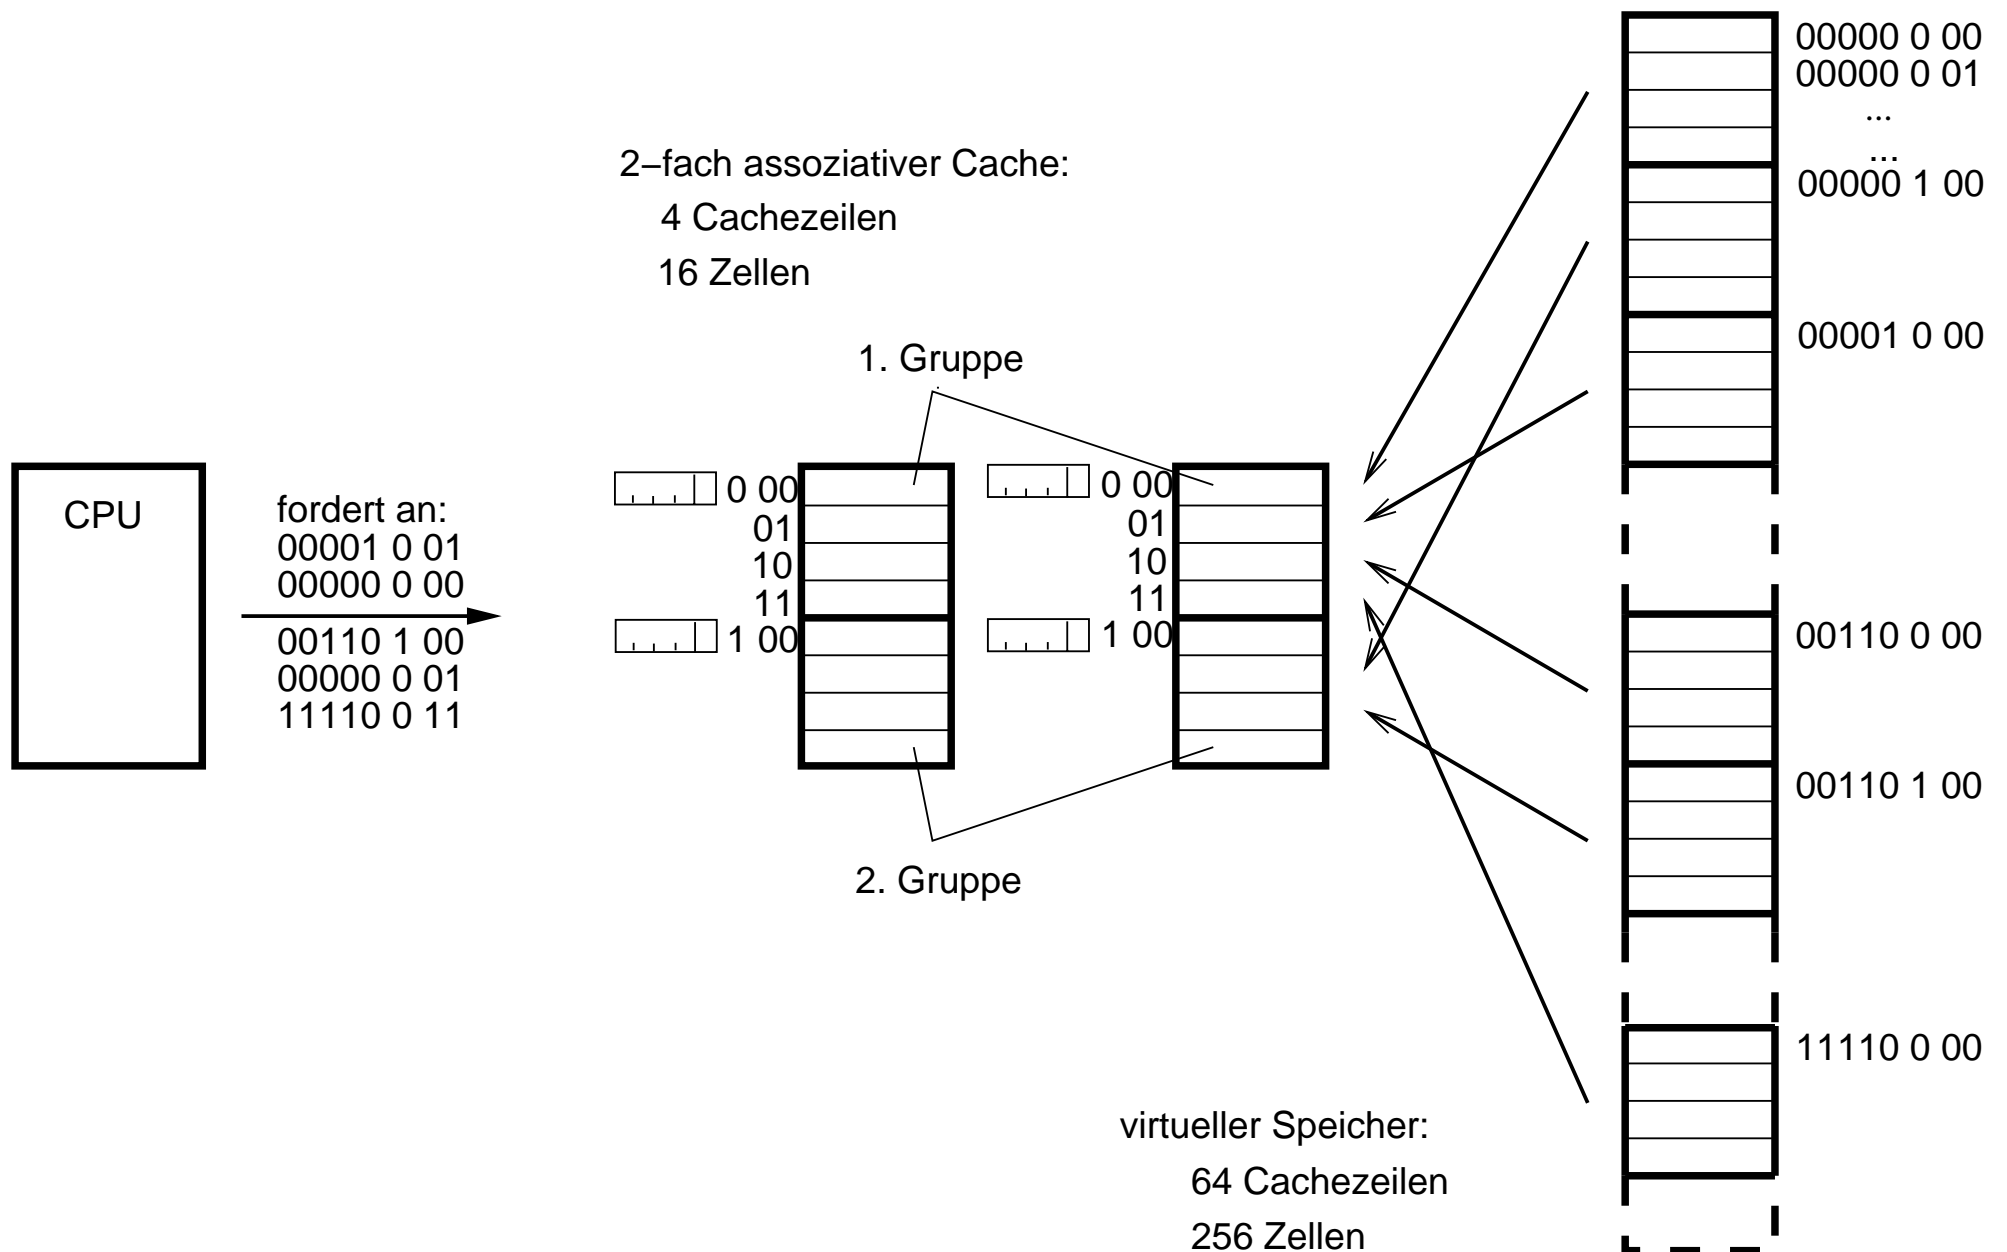 2–fach assoziativer Cache:
4 Cachezeilen
16 Zellen
1. Gruppe
CPU
fordert an:
00001 0 01
00000 0 00
00110 1 00
00000 0 01
11110 0 11
0 00
01
10
11
1 00
0 00
01
10
11
1 00
2. Gruppe
00000 0 00
00000 0 01
...
...
00000 1 00
00001 0 00
00110 0 00
00110 1 00
11110 0 00
virtueller Speicher:
64 Cachezeilen
256 Zellen